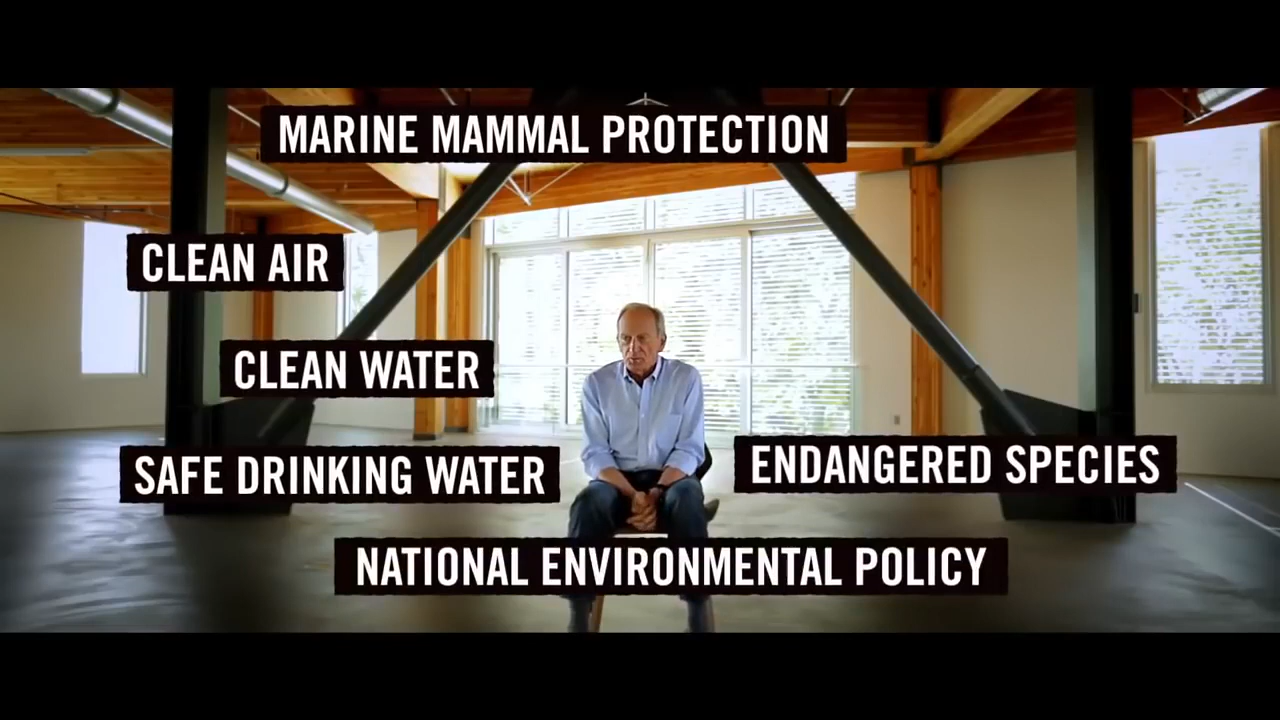 MARINE MAMMAL PROTECTION
CLEAN AIR
CLEAN WATER
SAFE DRINKING WATER
ENDANGERED SPECIES
NATIONAL ENVIRONMENTAL POLICY